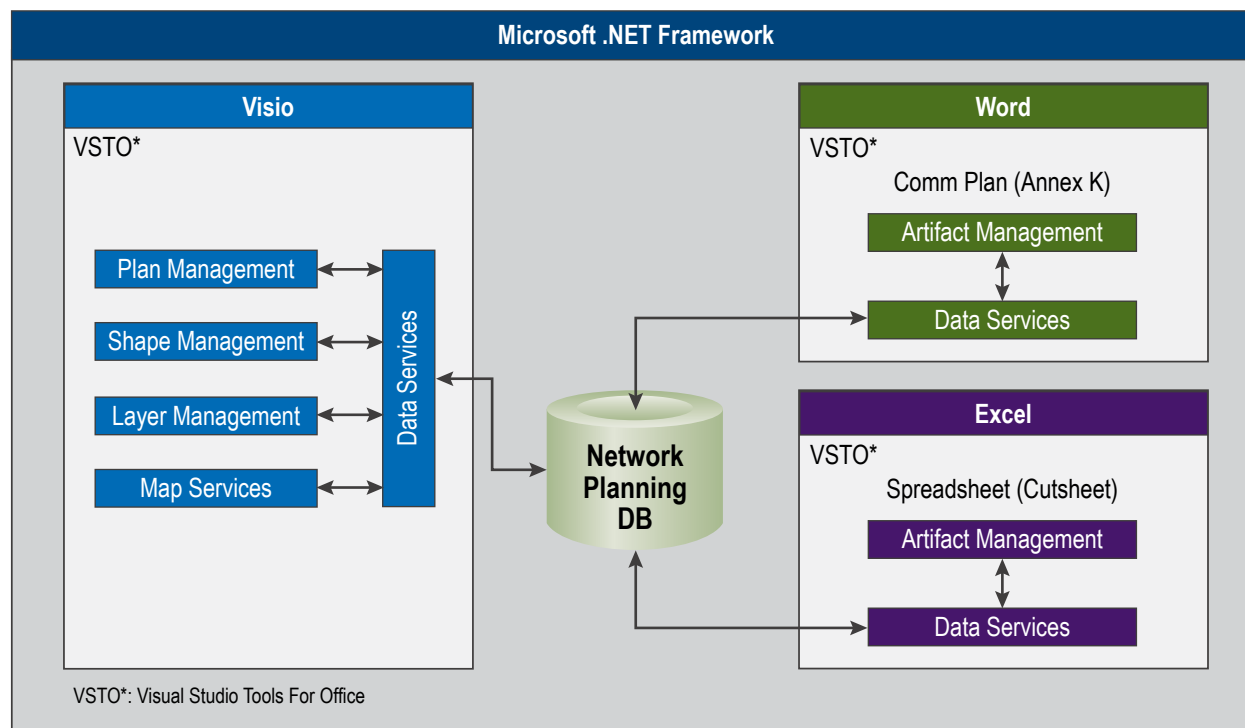 Microsoft .NET Framework
Visio
VSTO*
Plan Management
Shape Management
Layer Management
Map Services
Data Services
Network
Planning
DB
Word
VSTO*
Comm Plan (Annex K)
Artifact Management
Data Services
Excel
VSTO*
Spreadsheet (Cutsheet)
Artifact Management
Data Services
VSTO*: Visual Studio Tools For Office